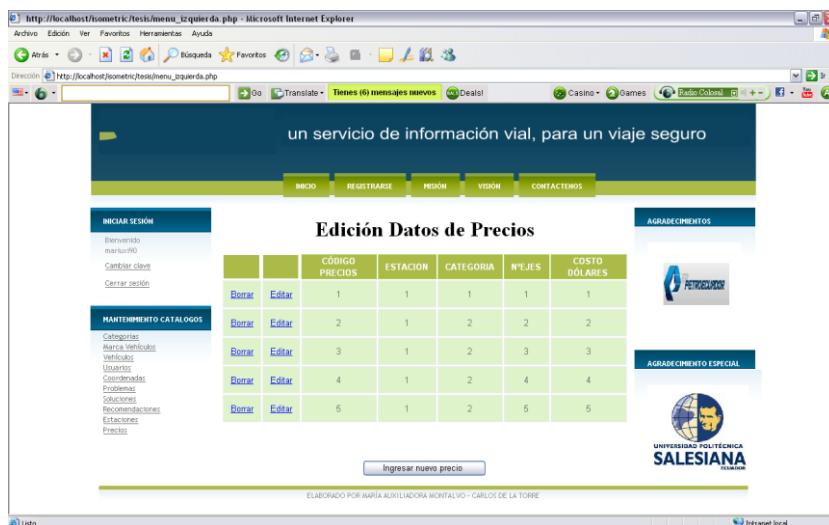 http://localhost/isometric/tesis/menu_izquierda.php - Microsoft Internet Explorer
Archivo Edición Ver Favoritos Herramientas Ayuda
Atrás Búsqueda Favoritos
Dirección http://localhost/isometric/tesis/menu_izquierda.php Ir
Go Translate Tienes (6) mensajes nuevos Deals! Casino Games Radio Colosal
un servicio de información vial, para un viaje seguro
INICIO REGISTRARSE MISIÓN VISIÓN CONTACTENOS
INICIAR SESIÓN
Bienvenido
Cambiar clave
Cerrar sesión
MANTENIMIENTO CATALOGOS
Categorias
Marca Vehículos
Vehículos
Usuarios
Coordenadas
Problemas
Soluciones
Recomendaciones
Estaciones
Precios
Edición Datos de Precios
CÓDIGO PRECIOS ESTACION CATEGORIA NºEJES COSTO DÓLARES
Borrar Editar 1 1 1 1 1
Borrar Editar 2 1 2 2 2
Borrar Editar 3 1 2 3 3
Borrar Editar 4 1 2 4 4
Borrar Editar 5 1 2 5 5
Ingresar nuevo precio
AGRADECIMIENTOS
PETROECUADOR
AGRADECIMIENTO ESPECIAL
UNIVERSIDAD POLITÉCNICA
SALESIANA
ECUADOR
ELABORADO POR MARÍA AUXILIADORA MONTALVO - CARLOS DE LA TORRE
Listo Intranet local